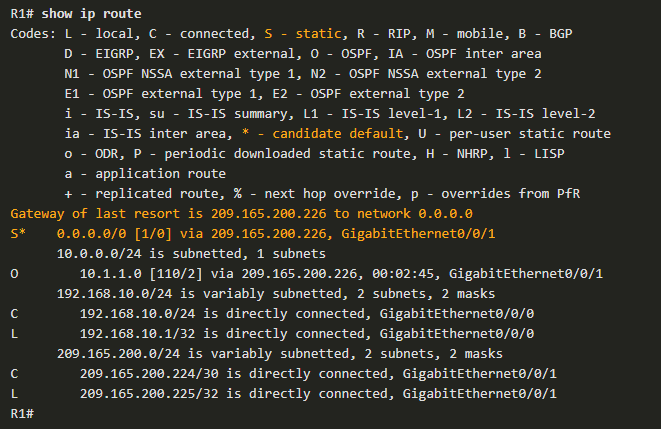 R1# show ip route
Codes: L - local, C - connected, S - static, R - RIP, M - mobile, B - BGP
D - EIGRP, EX - EIGRP external, O - OSPF, IA - OSPF inter area
N1 - OSPF NSSA external type 1, N2 - OSPF NSSA external type 2
E1 - OSPF external type 1, E2 - OSPF external type 2
i - IS-IS, su - IS-IS summary, L1 - IS-IS level-1, L2 - IS-IS level-2
ia - IS-IS inter area, * - candidate default, U - per-user static route
o - ODR, P - periodic downloaded static route, H - NHRP, l - LISP
a - application route
+ - replicated route, % - next hop override, p - overrides from PfR
Gateway of last resort is 209.165.200.226 to network 0.0.0.0
S* 0.0.0.0/0 [1/0] via 209.165.200.226, GigabitEthernet0/0/1
10.0.0.0/24 is subnetted, 1 subnets
O 10.1.1.0 [110/2] via 209.165.200.226, 00:02:45, GigabitEthernet0/0/1
192.168.10.0/24 is variably subnetted, 2 subnets, 2 masks
C 192.168.10.0/24 is directly connected, GigabitEthernet0/0/0
L 192.168.10.1/32 is directly connected, GigabitEthernet0/0/0
209.165.200.0/24 is variably subnetted, 2 subnets, 2 masks
C 209.165.200.224/30 is directly connected, GigabitEthernet0/0/1
L 209.165.200.225/32 is directly connected, GigabitEthernet0/0/1
R1#